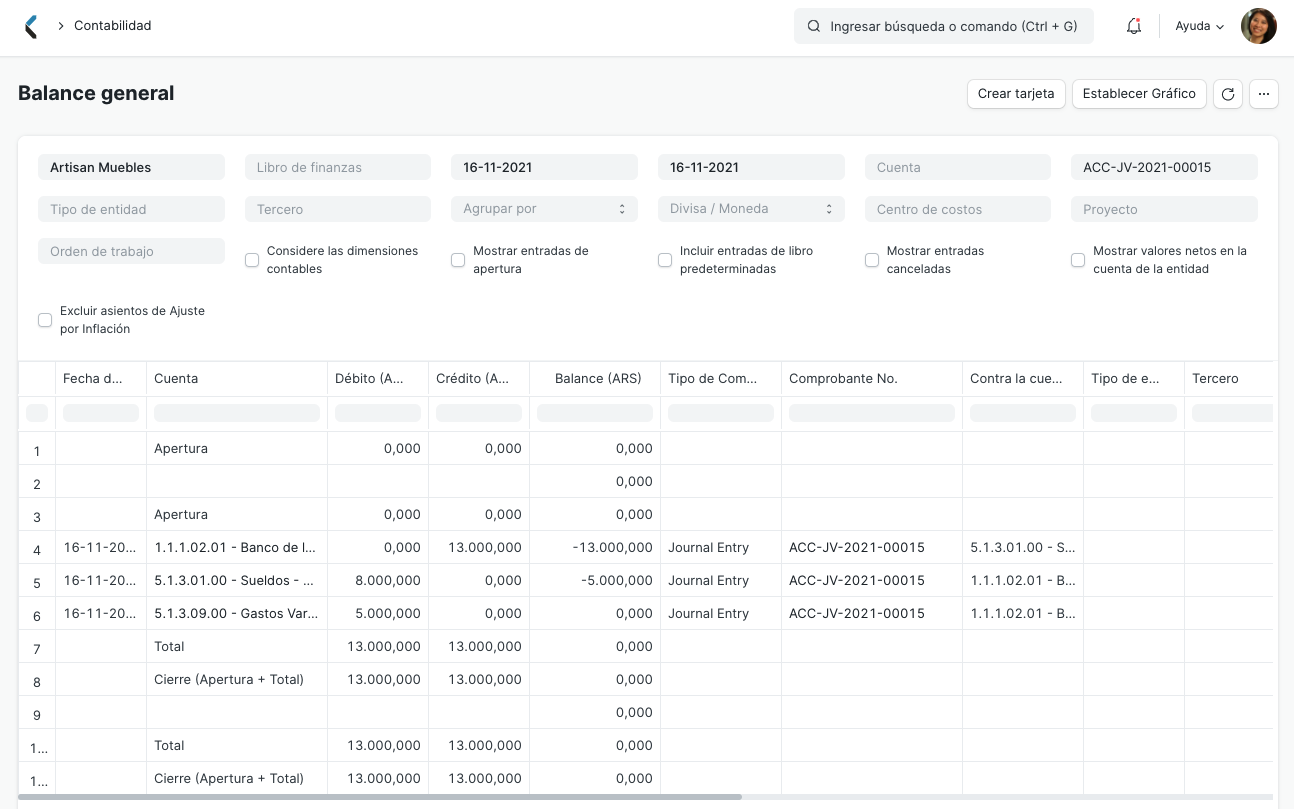 Contabilidad
Ingresar búsqueda o comando (Ctrl + G)
Ayuda
Balance general
Crear tarjeta
Establecer Gráfico
...
Artisan Muebles
Libro de finanzas
16-11-2021
16-11-2021
Cuenta
ACC-JV-2021-00015
Tipo de entidad
Tercero
Agrupar por
Divisa / Moneda
Centro de costos
Proyecto
Orden de trabajo
Considere las dimensiones
contables
Mostrar entradas de
apertura
Incluir entradas de libro
predeterminadas
Mostrar entradas
canceladas
Mostrar valores netos en la
cuenta de la entidad
Excluir asientos de Ajuste
por Inflación
Fecha d... Cuenta Débito (A... Crédito (A... Balance (ARS) Tipo de Com... Comprobante No. Contra la cue... Tipo de e... Tercero
1 Apertura 0,000 0,000 0,000
2 0,000
3 Apertura 0,000 0,000 0,000
4 16-11-20... 1.1.1.02.01 - Banco de l... 0,000 13.000,000 -13.000,000 Journal Entry ACC-JV-2021-00015 5.1.3.01.00 - S...
5 16-11-20... 5.1.3.01.00 - Sueldos - ... 8.000,000 0,000 -5.000,000 Journal Entry ACC-JV-2021-00015 1.1.1.02.01 - B...
6 16-11-20... 5.1.3.09.00 - Gastos Var... 5.000,000 0,000 0,000 Journal Entry ACC-JV-2021-00015 1.1.1.02.01 - B...
7 Total 13.000,000 13.000,000 0,000
8 Cierre (Apertura + Total) 13.000,000 13.000,000 0,000
9 0,000
1... Total 13.000,000 13.000,000 0,000
1... Cierre (Apertura + Total) 13.000,000 13.000,000 0,000